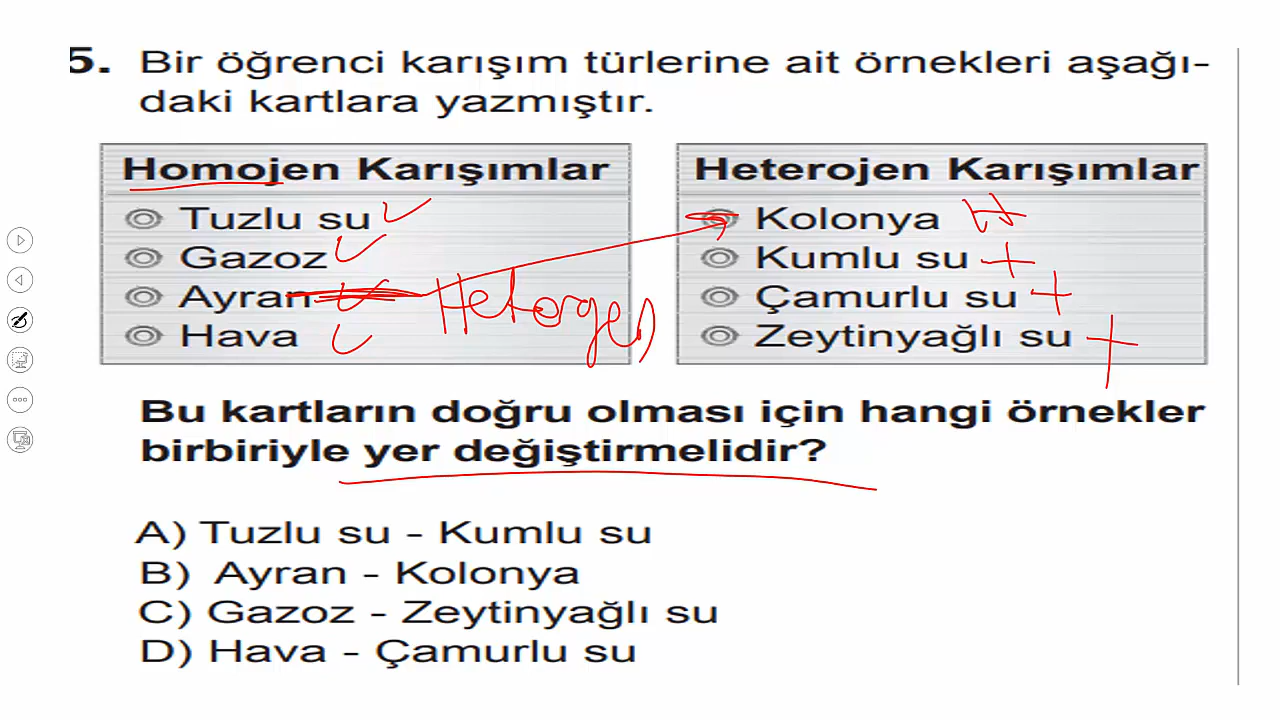 5. Bir öğrenci karışım türlerine ait örnekleri aşağı-
daki kartlara yazmıştır.
Homojen Karışımlar
Tuzlu su
Gazoz
Ayran
Hava
Heterojen Karışımlar
Kolonya
Kumlu su
Çamurlu su
Zeytinyağlı su
Bu kartların doğru olması için hangi örnekler
birbiriyle yer değiştirmelidir?
A) Tuzlu su - Kumlu su
B) Ayran - Kolonya
C) Gazoz - Zeytinyağlı su
D) Hava - Çamurlu su